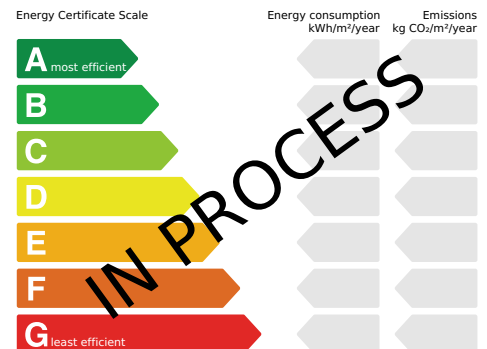 Energy Certificate Scale
Energy consumption
kWh/m²/year
Emissions
kg CO₂/m²/year
A most efficient
B
C
D
E
F
G least efficient
IN PROCESS